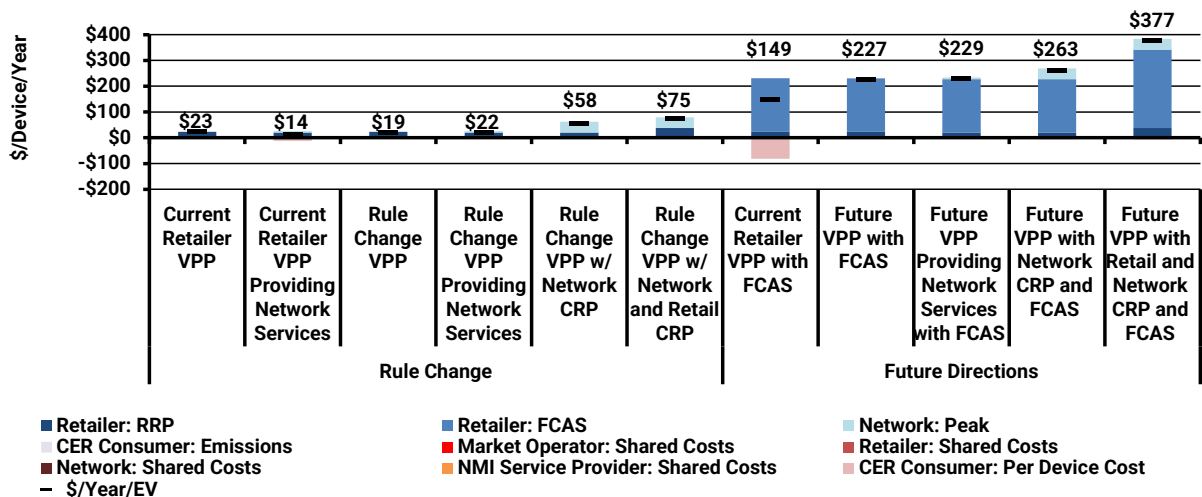 $/Device/Year
$400
$300
$200
$100
$0
-$100
-$200
$23
$14
$19
$22
$58
$75
$149
$227
$229
$263
$377
Current
Retailer
VPP
Current
Retailer
VPP
Providing
Network
Services
Rule
Change
VPP
Rule
Change
VPP
Providing
Network
Services
Rule
Change
VPP w/
Network
CRP
Rule
Change
VPP w/
Network
and Retail
CRP
Current
Retailer
VPP with
FCAS
Future
VPP with
FCAS
Future
VPP
Providing
Network
Services
with FCAS
Future
VPP with
Network
CRP and
FCAS
Future
VPP with
Retail and
Network
CRP and
FCAS
Rule Change
Future Directions
Retailer: RRP
Retailer: FCAS
Network: Peak
CER Consumer: Emissions
Market Operator: Shared Costs
Retailer: Shared Costs
Network: Shared Costs
NMI Service Provider: Shared Costs
CER Consumer: Per Device Cost
$/Year/EV